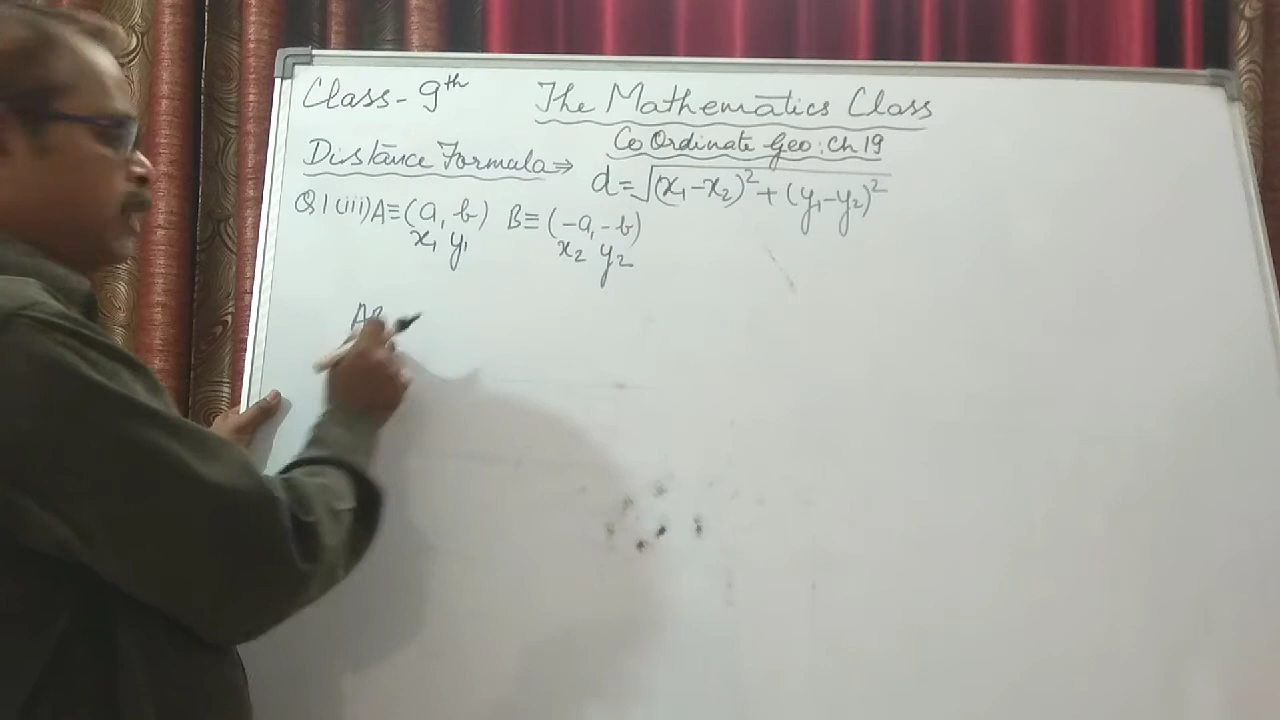 Class - 9th The Mathematics Class
Co Ordinate Geo: Ch 19
Distance Formula ⇒ d = √(x₁ - x₂)² + (y₁ - y₂)²
Q1 (iii) A ≡ (a, b) B ≡ (-a, -b)
x₁ y₁ x₂ y₂
AB